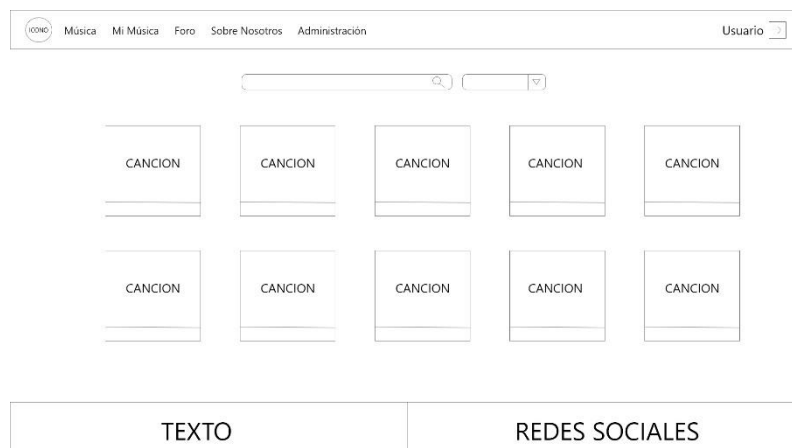 ICONO Música Mi Música Foro Sobre Nosotros Administración Usuario
CANCION CANCION CANCION CANCION CANCION
CANCION CANCION CANCION CANCION CANCION
TEXTO REDES SOCIALES